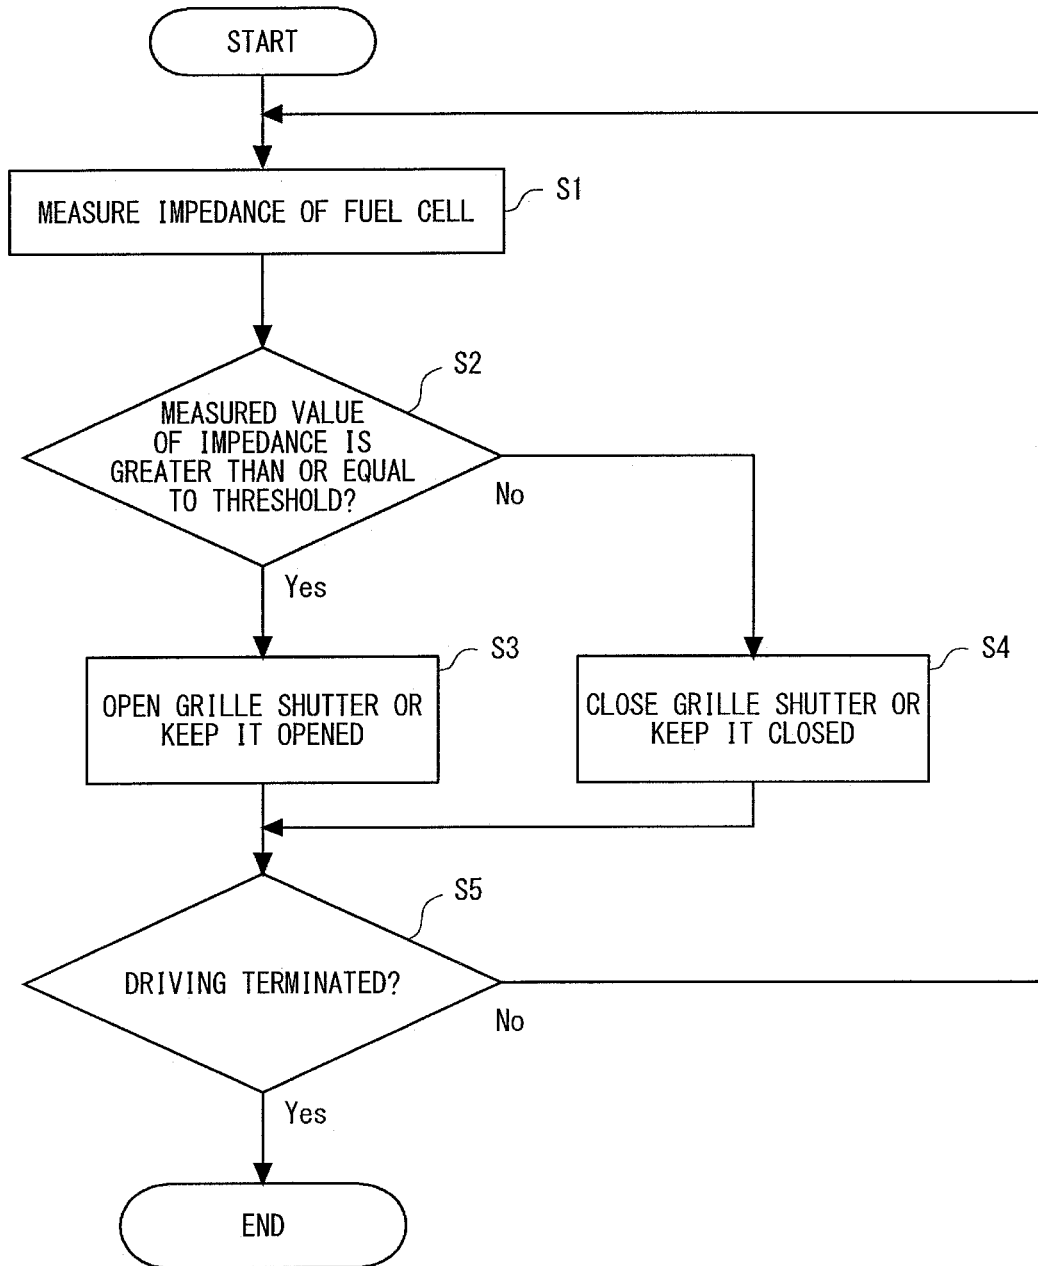 START
S1
MEASURE IMPEDANCE OF FUEL CELL
S2
MEASURED VALUE
OF IMPEDANCE IS
GREATER THAN OR EQUAL
TO THRESHOLD?
No
Yes
S3
OPEN GRILLE SHUTTER OR
KEEP IT OPENED
S4
CLOSE GRILLE SHUTTER OR
KEEP IT CLOSED
S5
DRIVING TERMINATED?
No
Yes
END